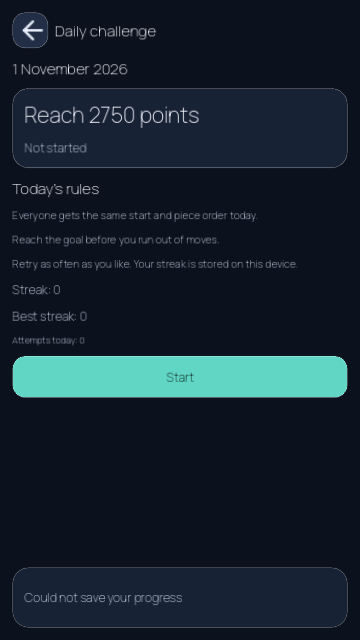 Daily challenge
1 November 2026
Reach 2750 points
Not started
Today's rules
Everyone gets the same start and piece order today.
Reach the goal before you run out of moves.
Retry as often as you like. Your streak is stored on this device.
Streak: 0
Best streak: 0
Attempts today: 0
Start
Could not save your progress